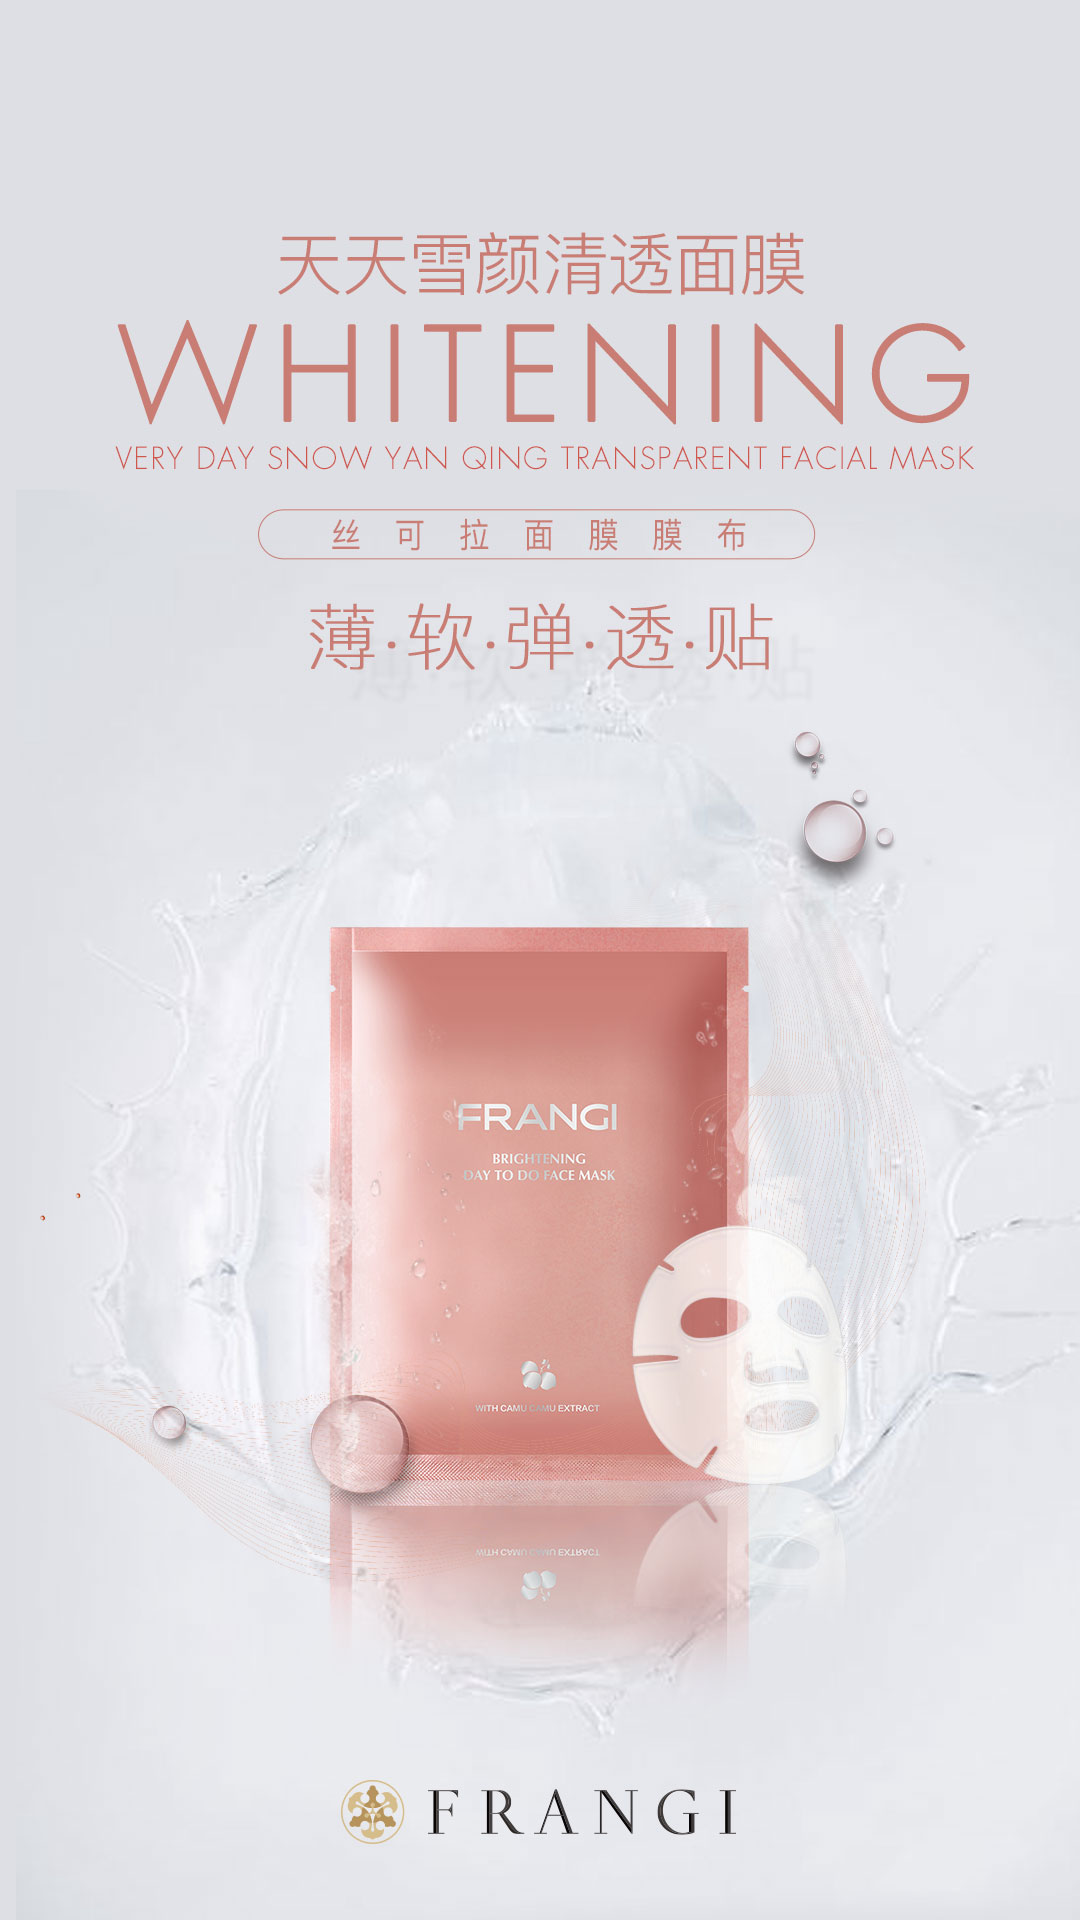 天天雪颜清透面膜
WHITENING
VERY DAY SNOW YAN QING TRANSPARENT FACIAL MASK
丝可拉面膜膜布
薄·软·弹·透·贴
FRANGI
BRIGHTENING
DAY TO DO FACE MASK
WITH CAMU CAMU EXTRACT
FRANGI